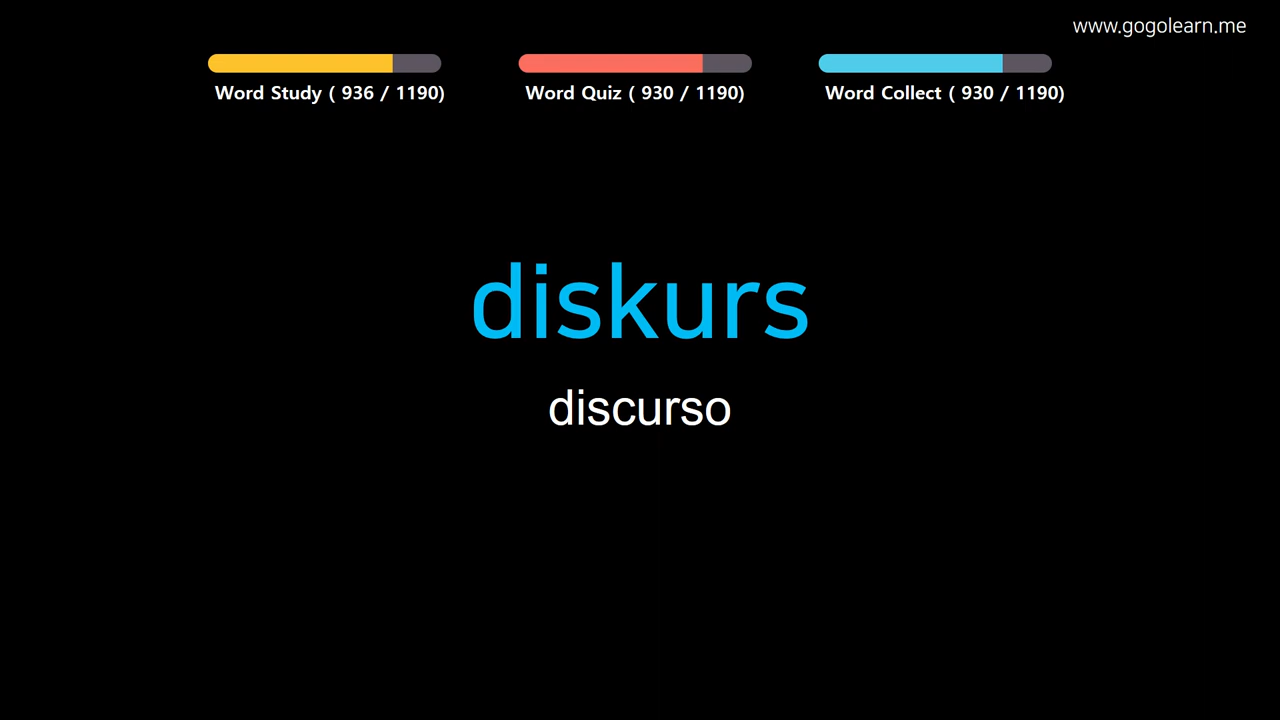 www.gogolearn.me
Word Study ( 936 / 1190)
Word Quiz ( 930 / 1190)
Word Collect ( 930 / 1190)
diskurs
discurso